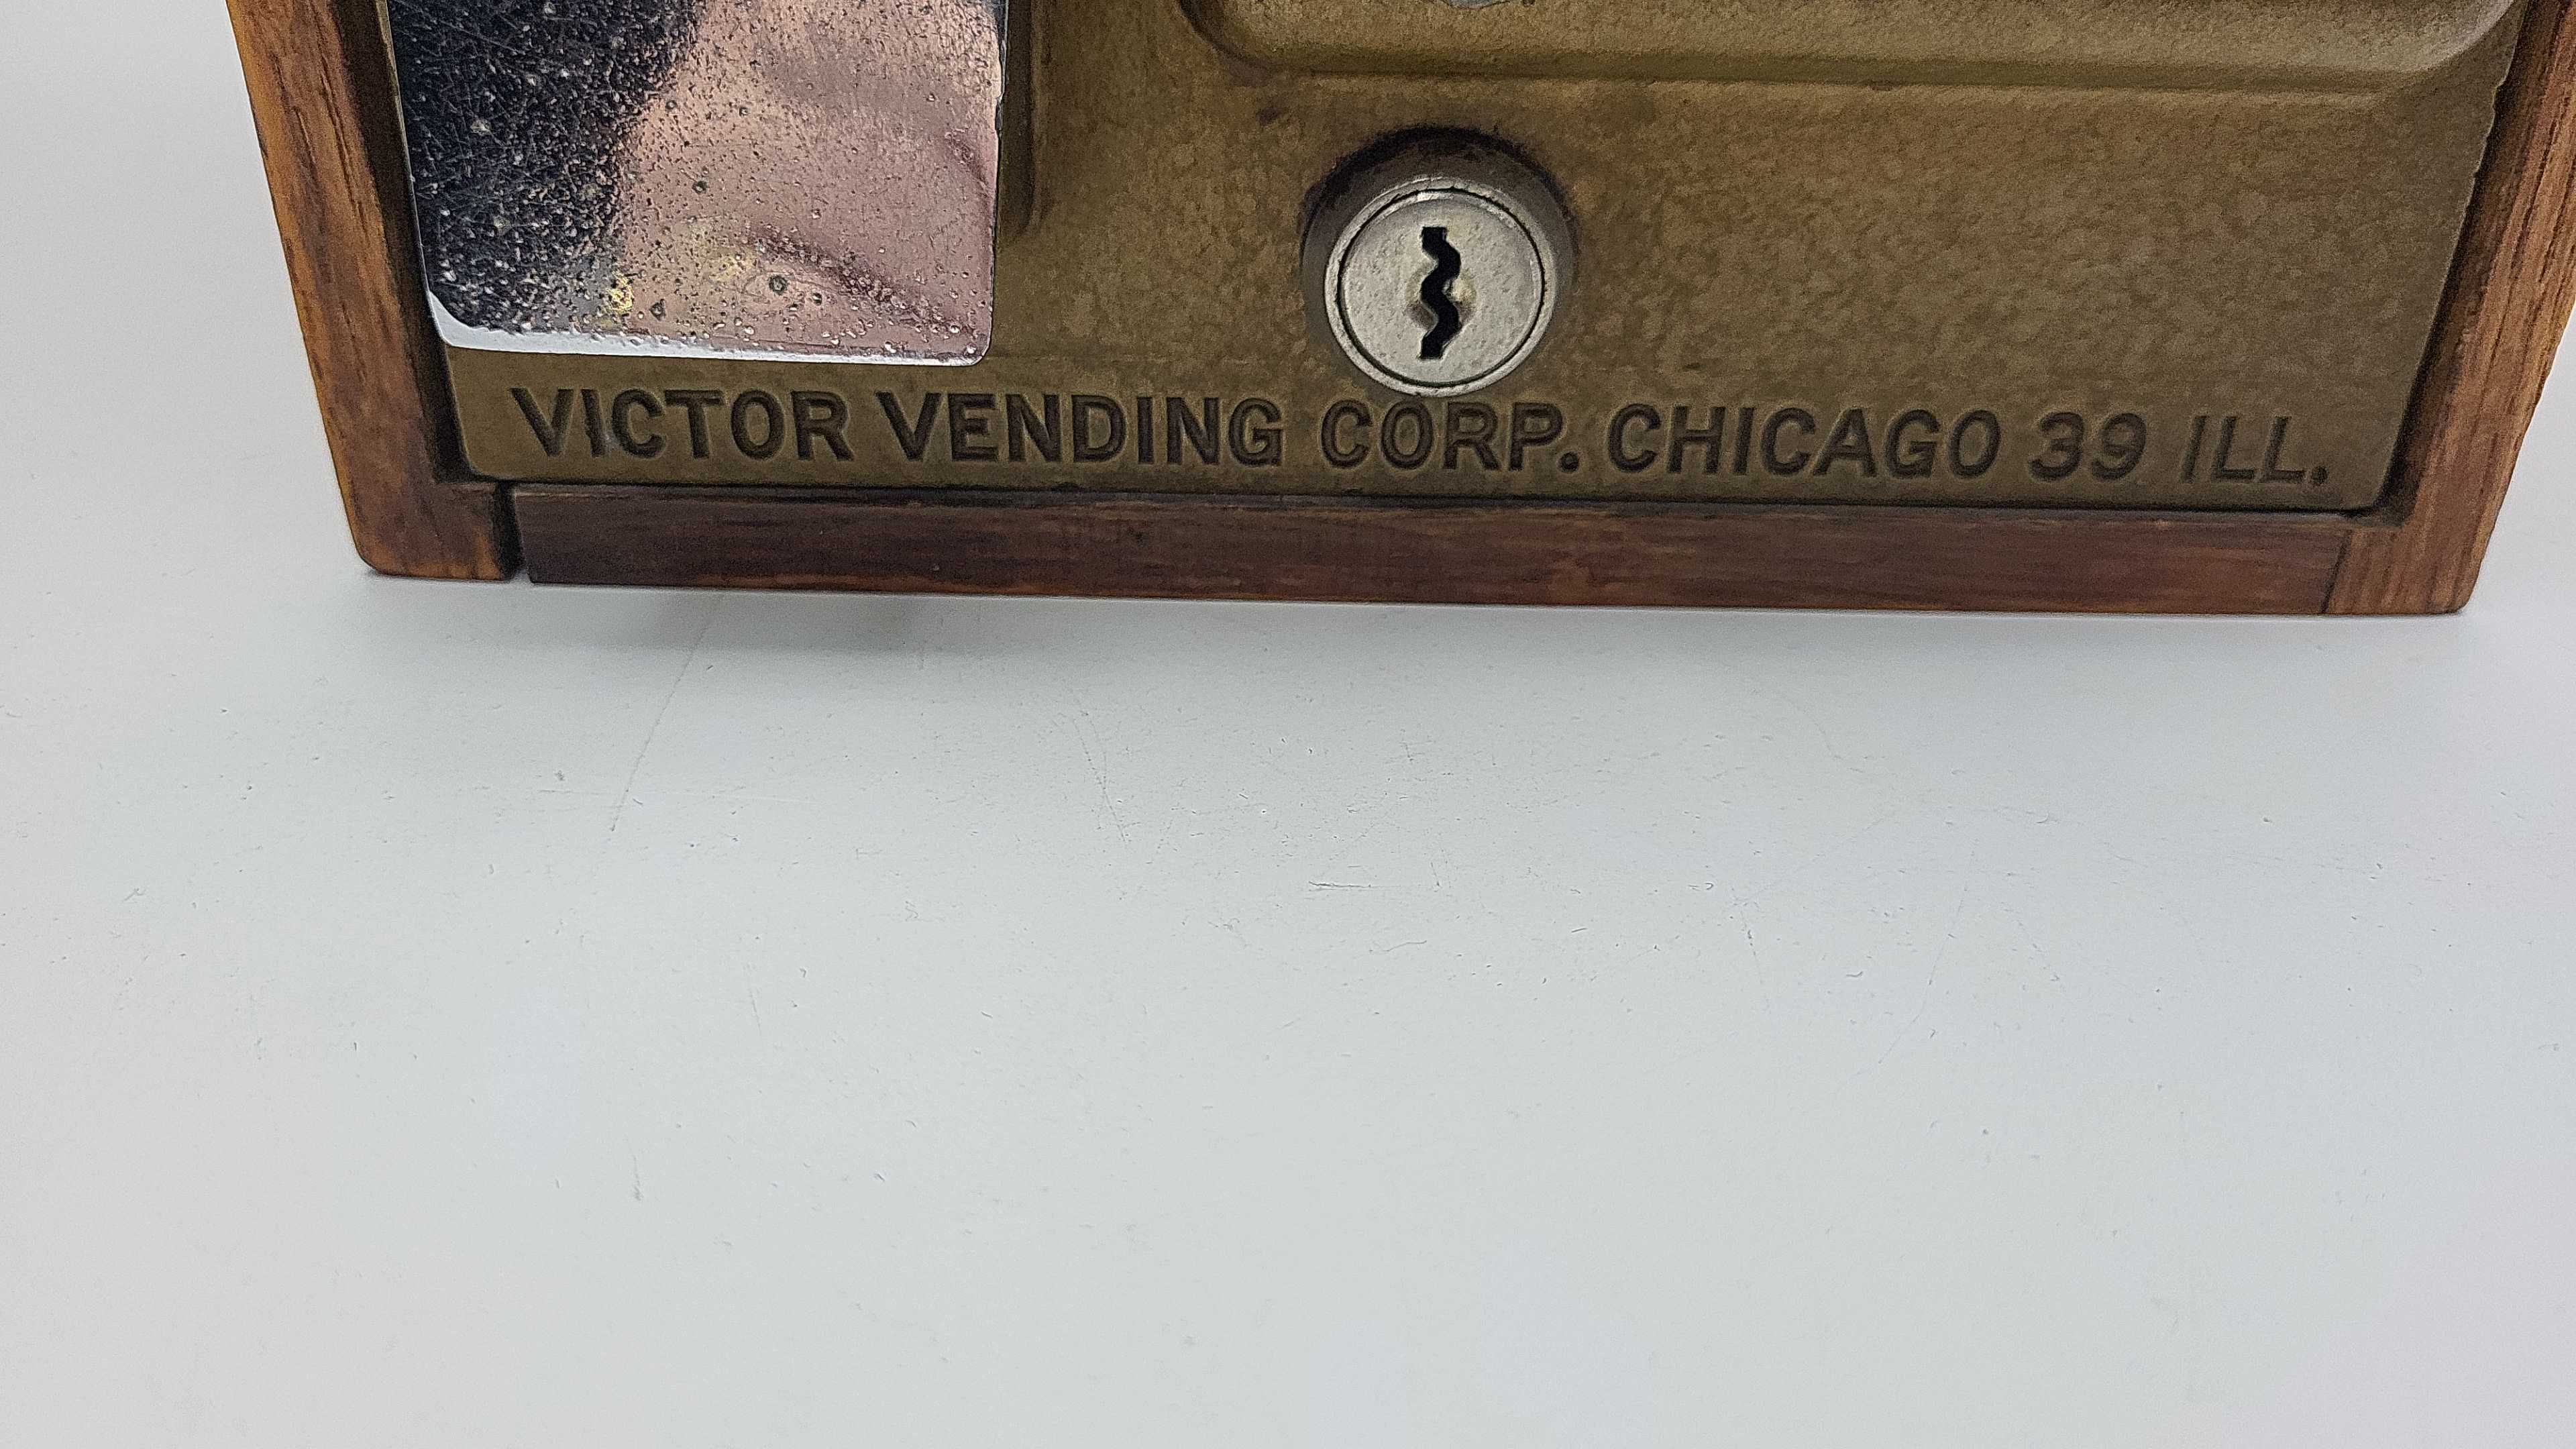 VICTOR VENDING CORP. CHICAGO 39 ILL.